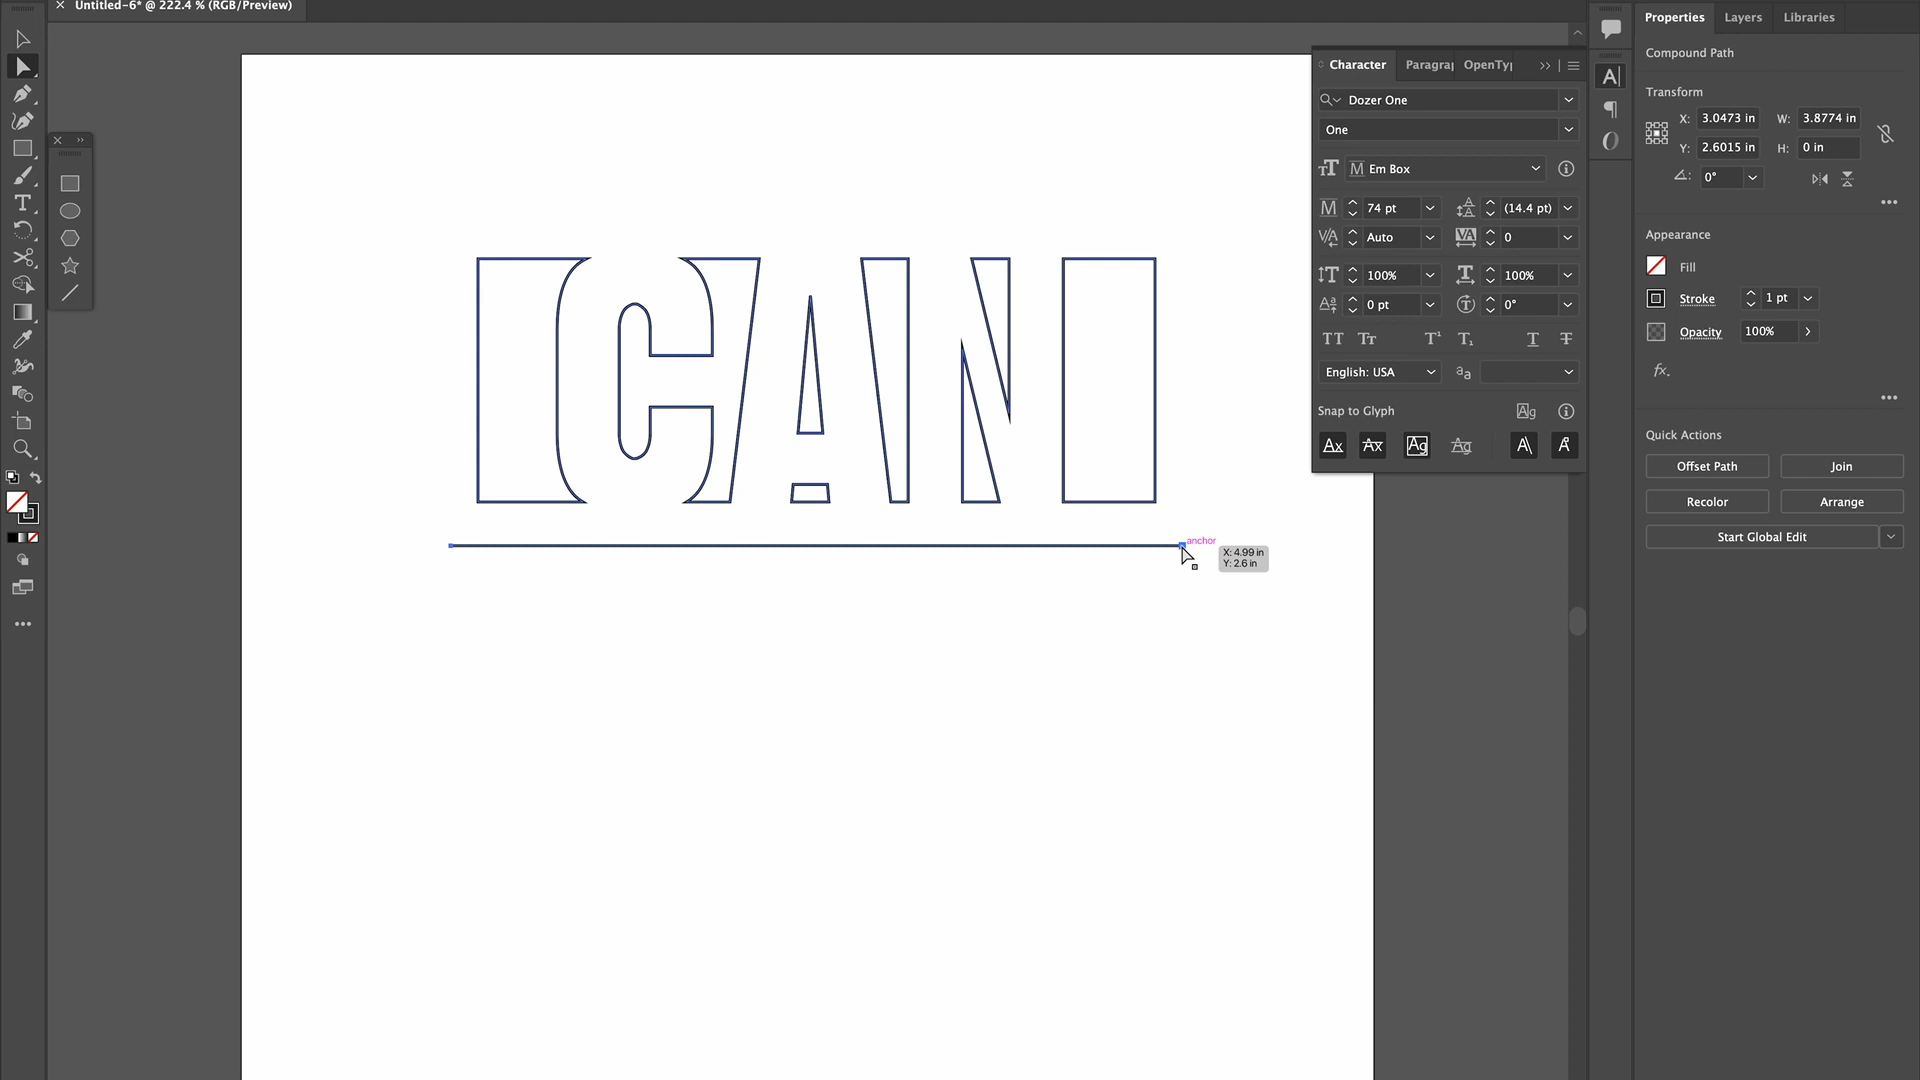 × Untitled-6* @ 222.4 % (RGB/Preview)
Properties Layers Libraries
Compound Path
Transform
X: 3.0473 in W: 3.8774 in
Y: 2.6015 in H: 0 in
0°
Appearance
Fill
Stroke 1 pt
Opacity 100%
fx.
Quick Actions
Offset Path Join
Recolor Arrange
Start Global Edit
Character Paragra OpenTy
Dozer One
One
Em Box
74 pt (14.4 pt)
Auto 0
100% 100%
0 pt 0°
English: USA
Snap to Glyph
CAN
anchor
X: 4.99 in
Y: 2.6 in